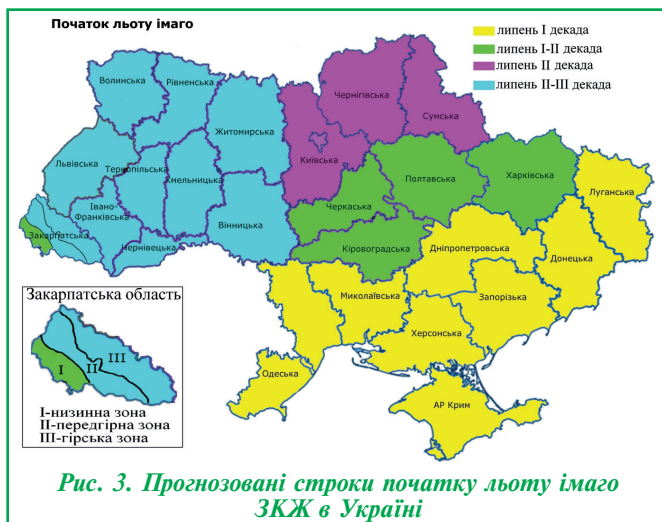 Початок льоту імаго
липень I декада
липень I-II декада
липень II декада
липень II-III декада
Волинська
Рівненська
Житомирська
Чернігівська
Сумська
Київська
Львівська
Тернопільська
Хмельницька
Івано-
Франківська
Закарпатська
Чернівецька
Вінницька
Черкаська
Полтавська
Харківська
Луганська
Кіровоградська
Дніпропетровська
Донецька
Миколаївська
Запорізька
Херсонська
Одеська
АР Крим
Закарпатська область
I
II
III
I-низинна зона
II-передгірна зона
III-гірська зона
Рис. 3. Прогнозовані строки початку льоту імаго
ЗКЖ в Україні